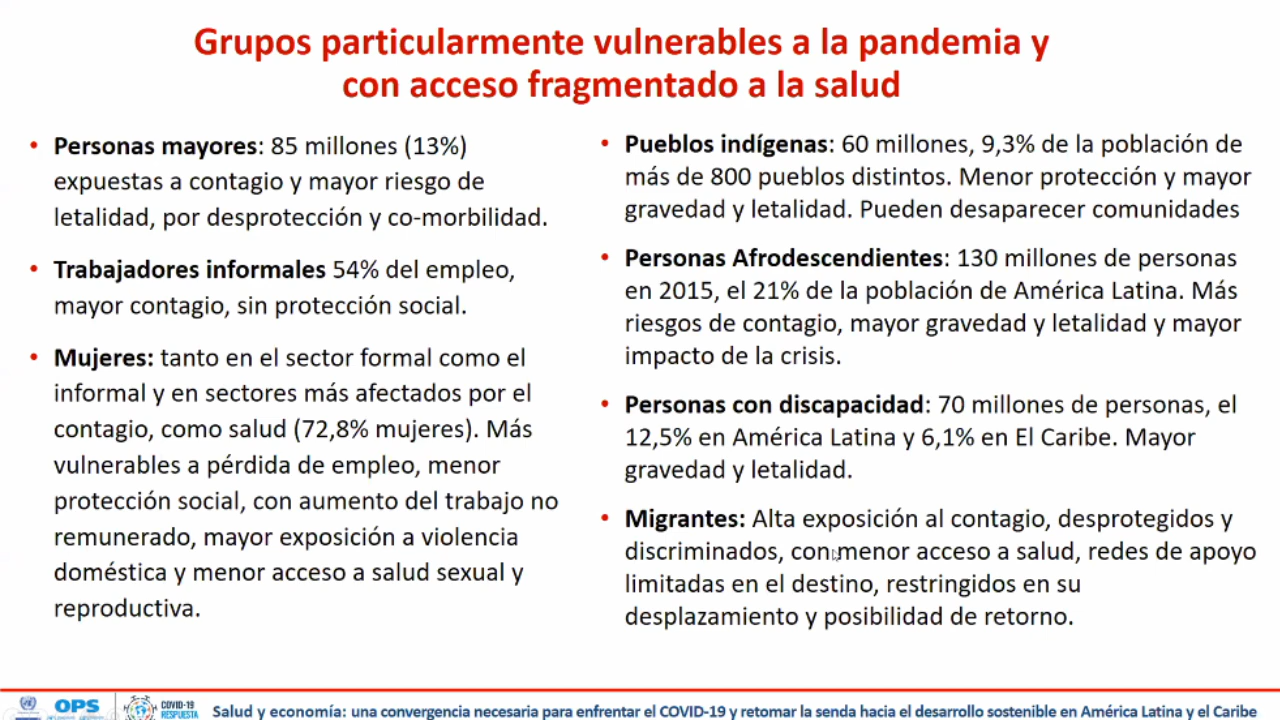 Grupos particularmente vulnerables a la pandemia y
con acceso fragmentado a la salud
• Personas mayores: 85 millones (13%)
expuestas a contagio y mayor riesgo de
letalidad, por desprotección y co-morbilidad.
• Trabajadores informales 54% del empleo,
mayor contagio, sin protección social.
• Mujeres: tanto en el sector formal como el
informal y en sectores más afectados por el
contagio, como salud (72,8% mujeres). Más
vulnerables a pérdida de empleo, menor
protección social, con aumento del trabajo no
remunerado, mayor exposición a violencia
doméstica y menor acceso a salud sexual y
reproductiva.
• Pueblos indígenas: 60 millones, 9,3% de la población de
más de 800 pueblos distintos. Menor protección y mayor
gravedad y letalidad. Pueden desaparecer comunidades
• Personas Afrodescendientes: 130 millones de personas
en 2015, el 21% de la población de América Latina. Más
riesgos de contagio, mayor gravedad y letalidad y mayor
impacto de la crisis.
• Personas con discapacidad: 70 millones de personas, el
12,5% en América Latina y 6,1% en El Caribe. Mayor
gravedad y letalidad.
• Migrantes: Alta exposición al contagio, desprotegidos y
discriminados, con menor acceso a salud, redes de apoyo
limitadas en el destino, restringidos en su
desplazamiento y posibilidad de retorno.
OPS
COVID-19
RESPUESTA
Salud y economía: una convergencia necesaria para enfrentar el COVID-19 y retomar la senda hacia el desarrollo sostenible en América Latina y el Caribe